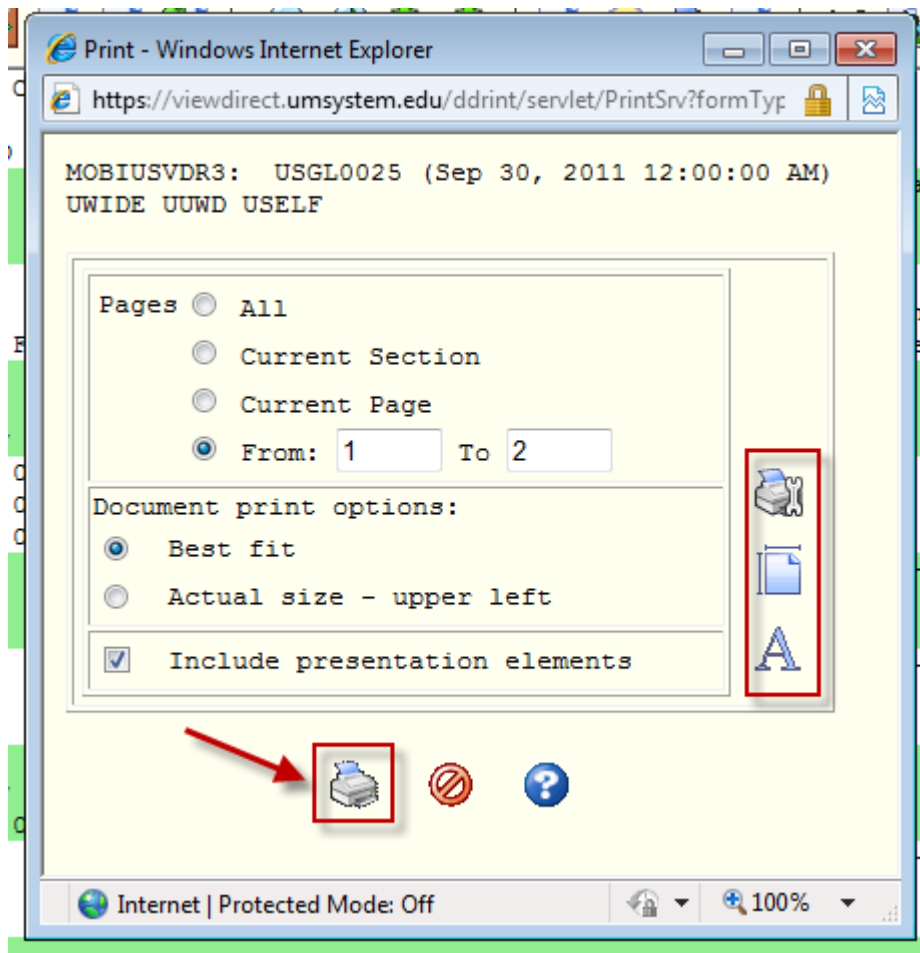 Print - Windows Internet Explorer
https://viewdirect.umsystem.edu/ddrint/servlet/PrintSrv?formTyp
MOBIUSVDR3: USGL0025 (Sep 30, 2011 12:00:00 AM)
UWIDE UUWD USELF
Pages All
Current Section
Current Page
From: 1 To 2
Document print options:
Best fit
Actual size - upper left
Include presentation elements
Internet | Protected Mode: Off 100%